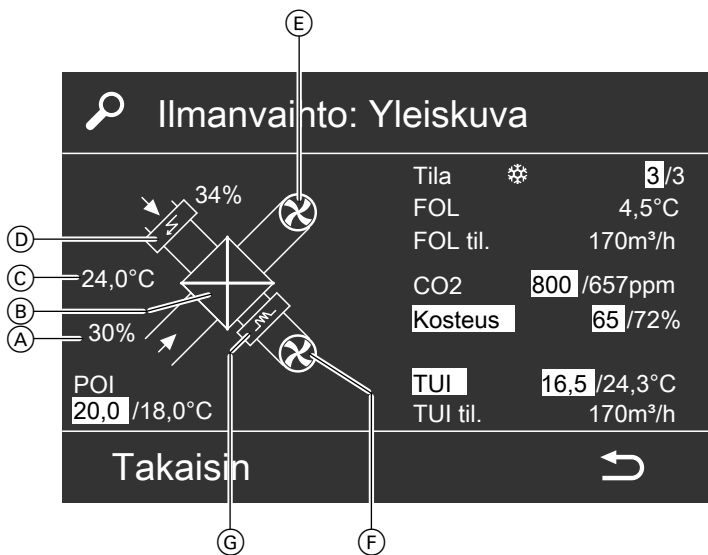 E
Ilmanvaihto: Yleiskuva
Tila 3/3
FOL 4,5°C
FOL til. 170m³/h
CO2 800/657ppm
Kosteus 65/72%
TUI 16,5/24,3°C
TUI til. 170m³/h
34%
D
C 24,0°C
B
A 30%
POI
20,0/18,0°C
Takaisin
G
F